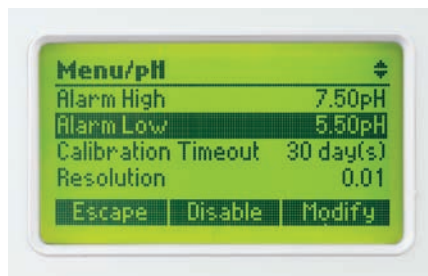 Menu/pH
Alarm High 7.50pH
Alarm Low 5.50pH
Calibration Timeout 30 day(s)
Resolution 0.01
Escape Disable Modify